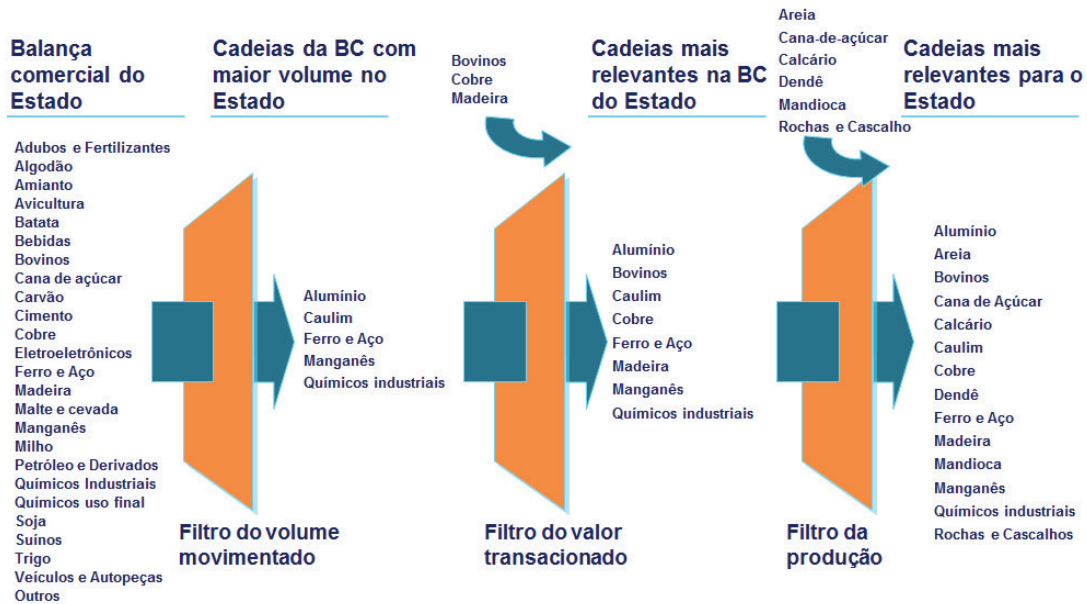 Balança
comercial do
Estado
Adubos e Fertilizantes
Algodão
Amianto
Avicultura
Batata
Bebidas
Bovinos
Cana de açúcar
Carvão
Cimento
Cobre
Eletroeletrônicos
Ferro e Aço
Madeira
Malte e cevada
Manganês
Milho
Petróleo e Derivados
Químicos Industriais
Químicos uso final
Soja
Suínos
Trigo
Veículos e Autopeças
Outros
Cadeias da BC com
maior volume no
Estado
Filtro do volume
movimentado
Alumínio
Caulim
Ferro e Aço
Manganês
Químicos industriais
Bovinos
Cobre
Madeira
Filtro do valor
transacionado
Cadeias mais
relevantes na BC
do Estado
Alumínio
Bovinos
Caulim
Cobre
Ferro e Aço
Madeira
Manganês
Químicos industriais
Areia
Cana-de-açúcar
Calcário
Dendê
Mandioca
Rochas e Cascalho
Filtro da
produção
Cadeias mais
relevantes para o
Estado
Alumínio
Areia
Bovinos
Cana de Açúcar
Calcário
Caulim
Cobre
Dendê
Ferro e Aço
Madeira
Mandioca
Manganês
Químicos industriais
Rochas e Cascalhos